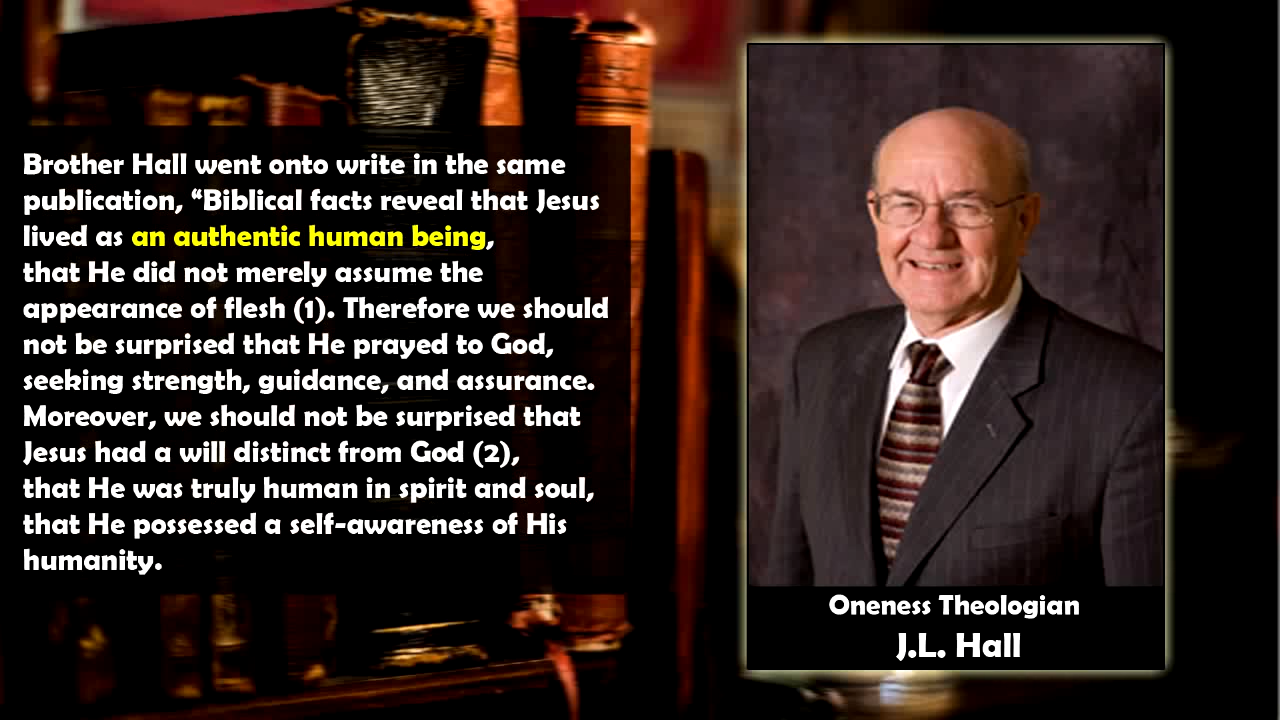 Brother Hall went onto write in the same
publication, “Biblical facts reveal that Jesus
lived as an authentic human being,
that He did not merely assume the
appearance of flesh (1). Therefore we should
not be surprised that He prayed to God,
seeking strength, guidance, and assurance.
Moreover, we should not be surprised that
Jesus had a will distinct from God (2),
that He was truly human in spirit and soul,
that He possessed a self-awareness of His
humanity.
Oneness Theologian
J.L. Hall